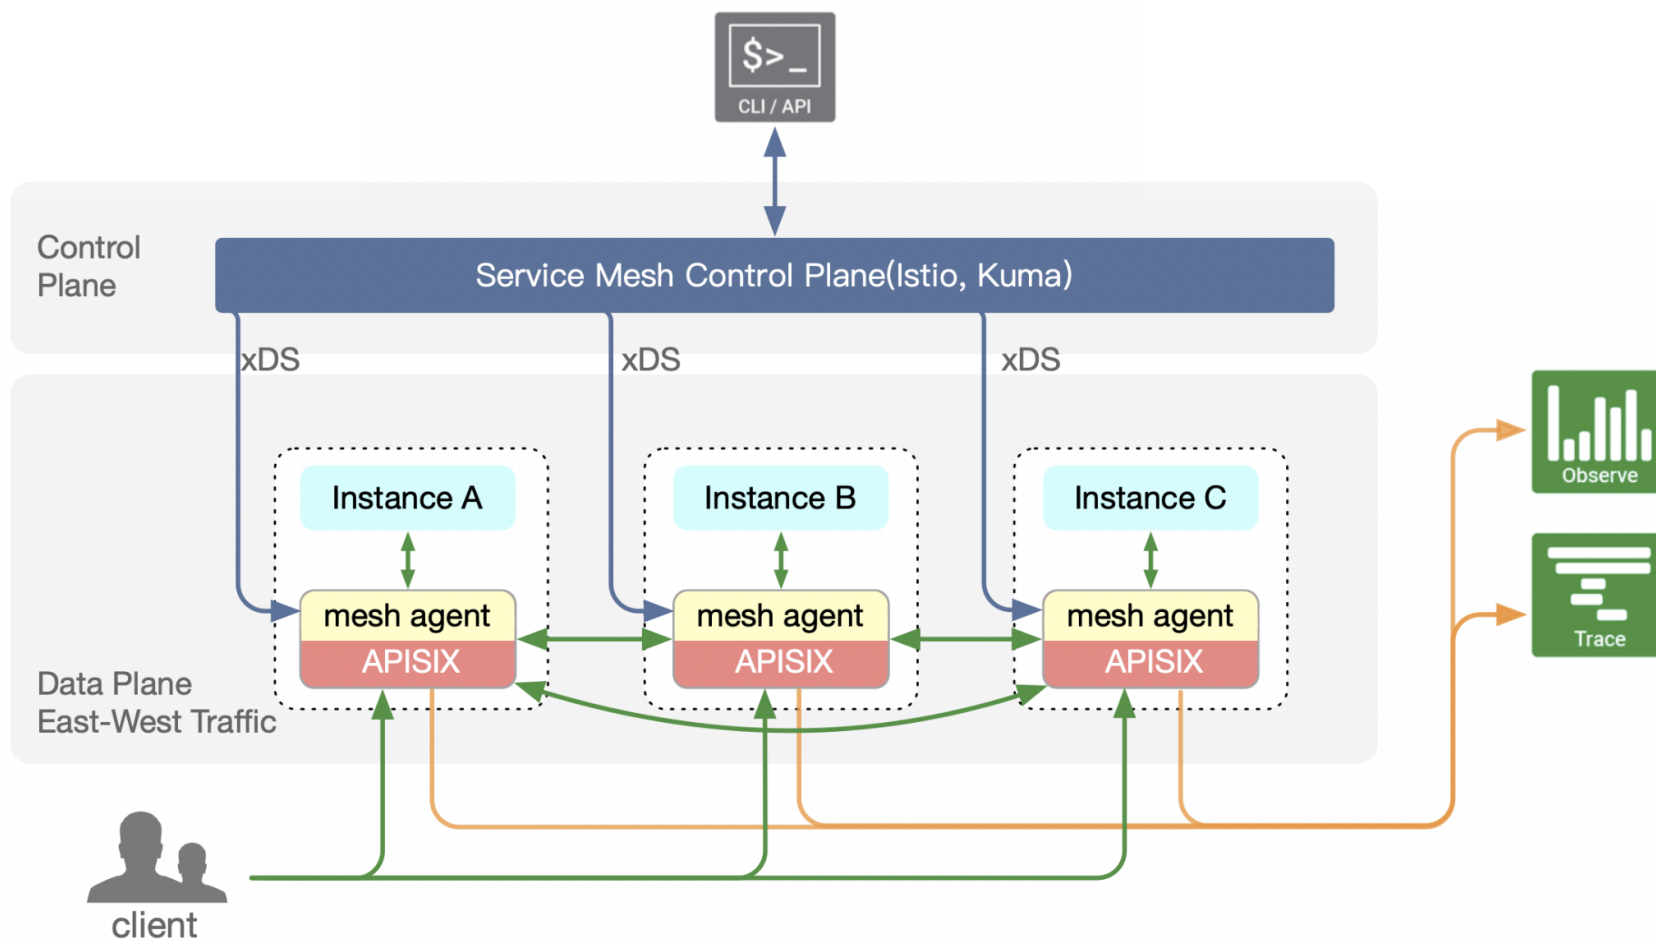 $>_
CLI / API
Control
Plane
Service Mesh Control Plane(Istio, Kuma)
xDS
xDS
xDS
Observe
Instance A
Instance B
Instance C
mesh agent
APISIX
mesh agent
APISIX
mesh agent
APISIX
Trace
Data Plane
East-West Traffic
client